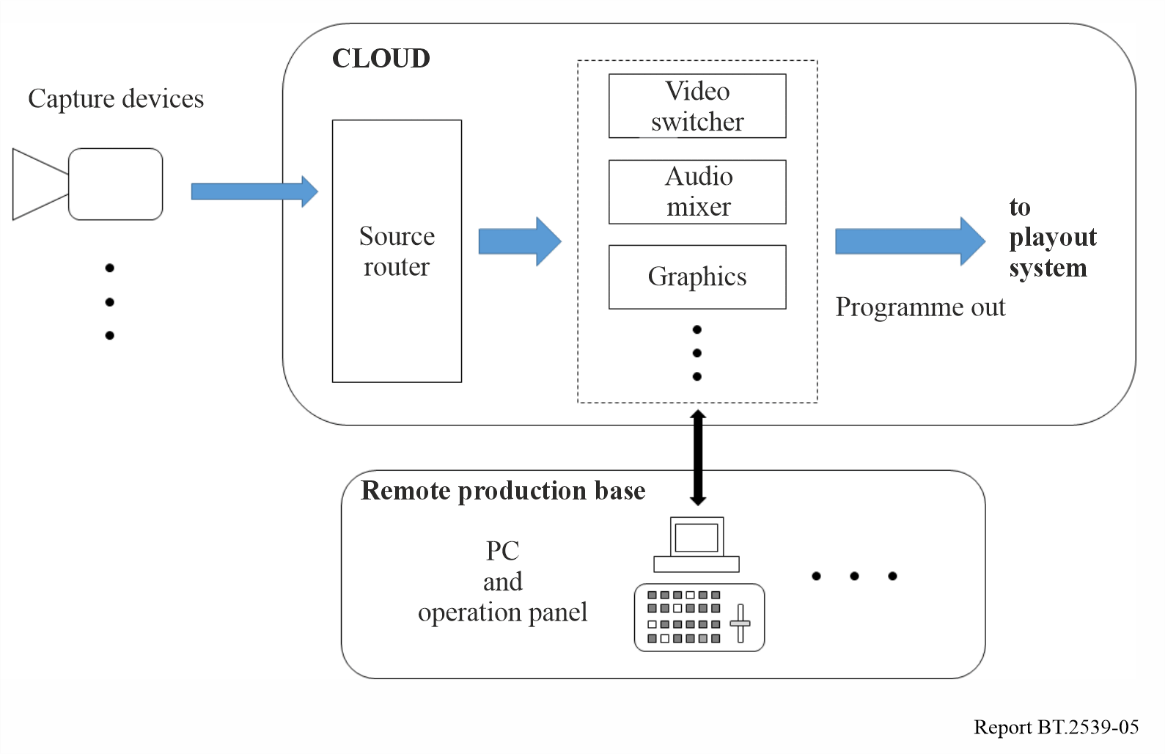 CLOUD
Capture devices
Source
router
Video
switcher
Audio
mixer
Graphics
to
playout
system
Programme out
Remote production base
PC
and
operation panel
Report BT.2539-05